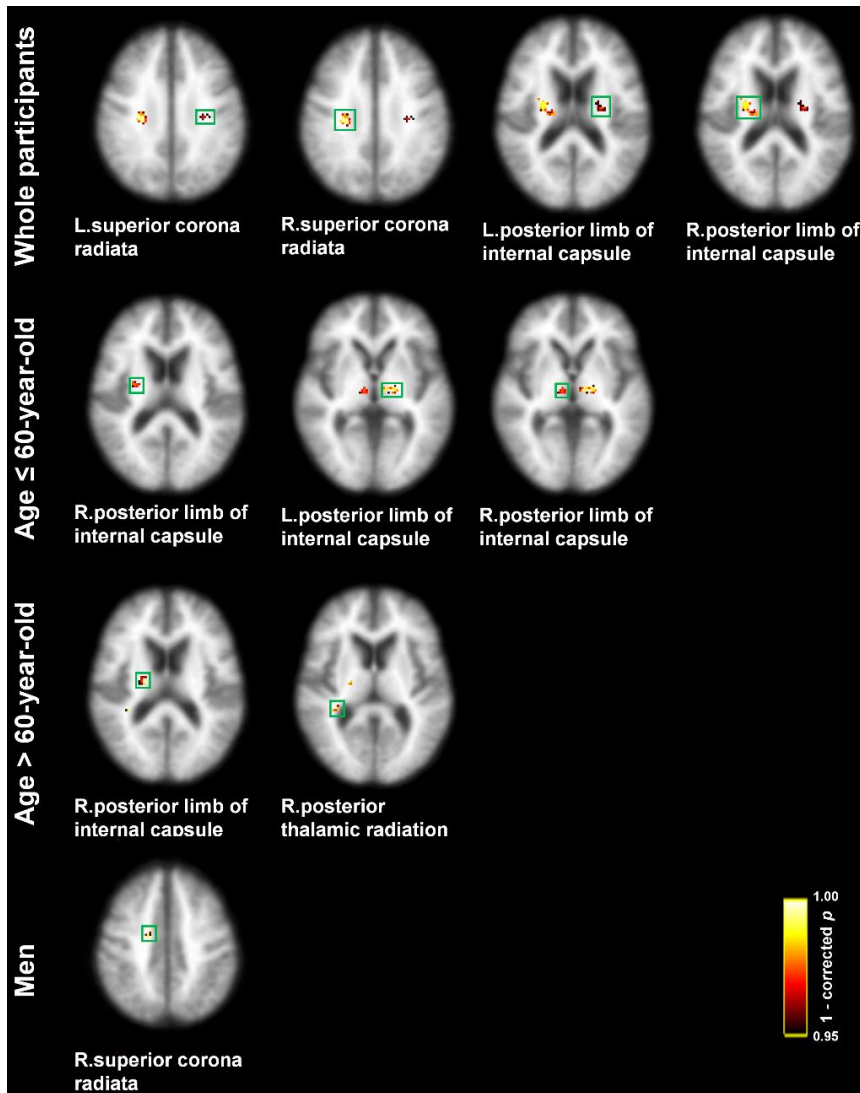 Whole participants
L.superior corona
radiata
R.superior corona
radiata
L.posterior limb of
internal capsule
R.posterior limb of
internal capsule
Age ≤ 60-year-old
R.posterior limb of
internal capsule
L.posterior limb of
internal capsule
R.posterior limb of
internal capsule
Age > 60-year-old
R.posterior limb of
internal capsule
R.posterior
thalamic radiation
Men
R.superior corona
radiata
1.00
1 - corrected p
0.95